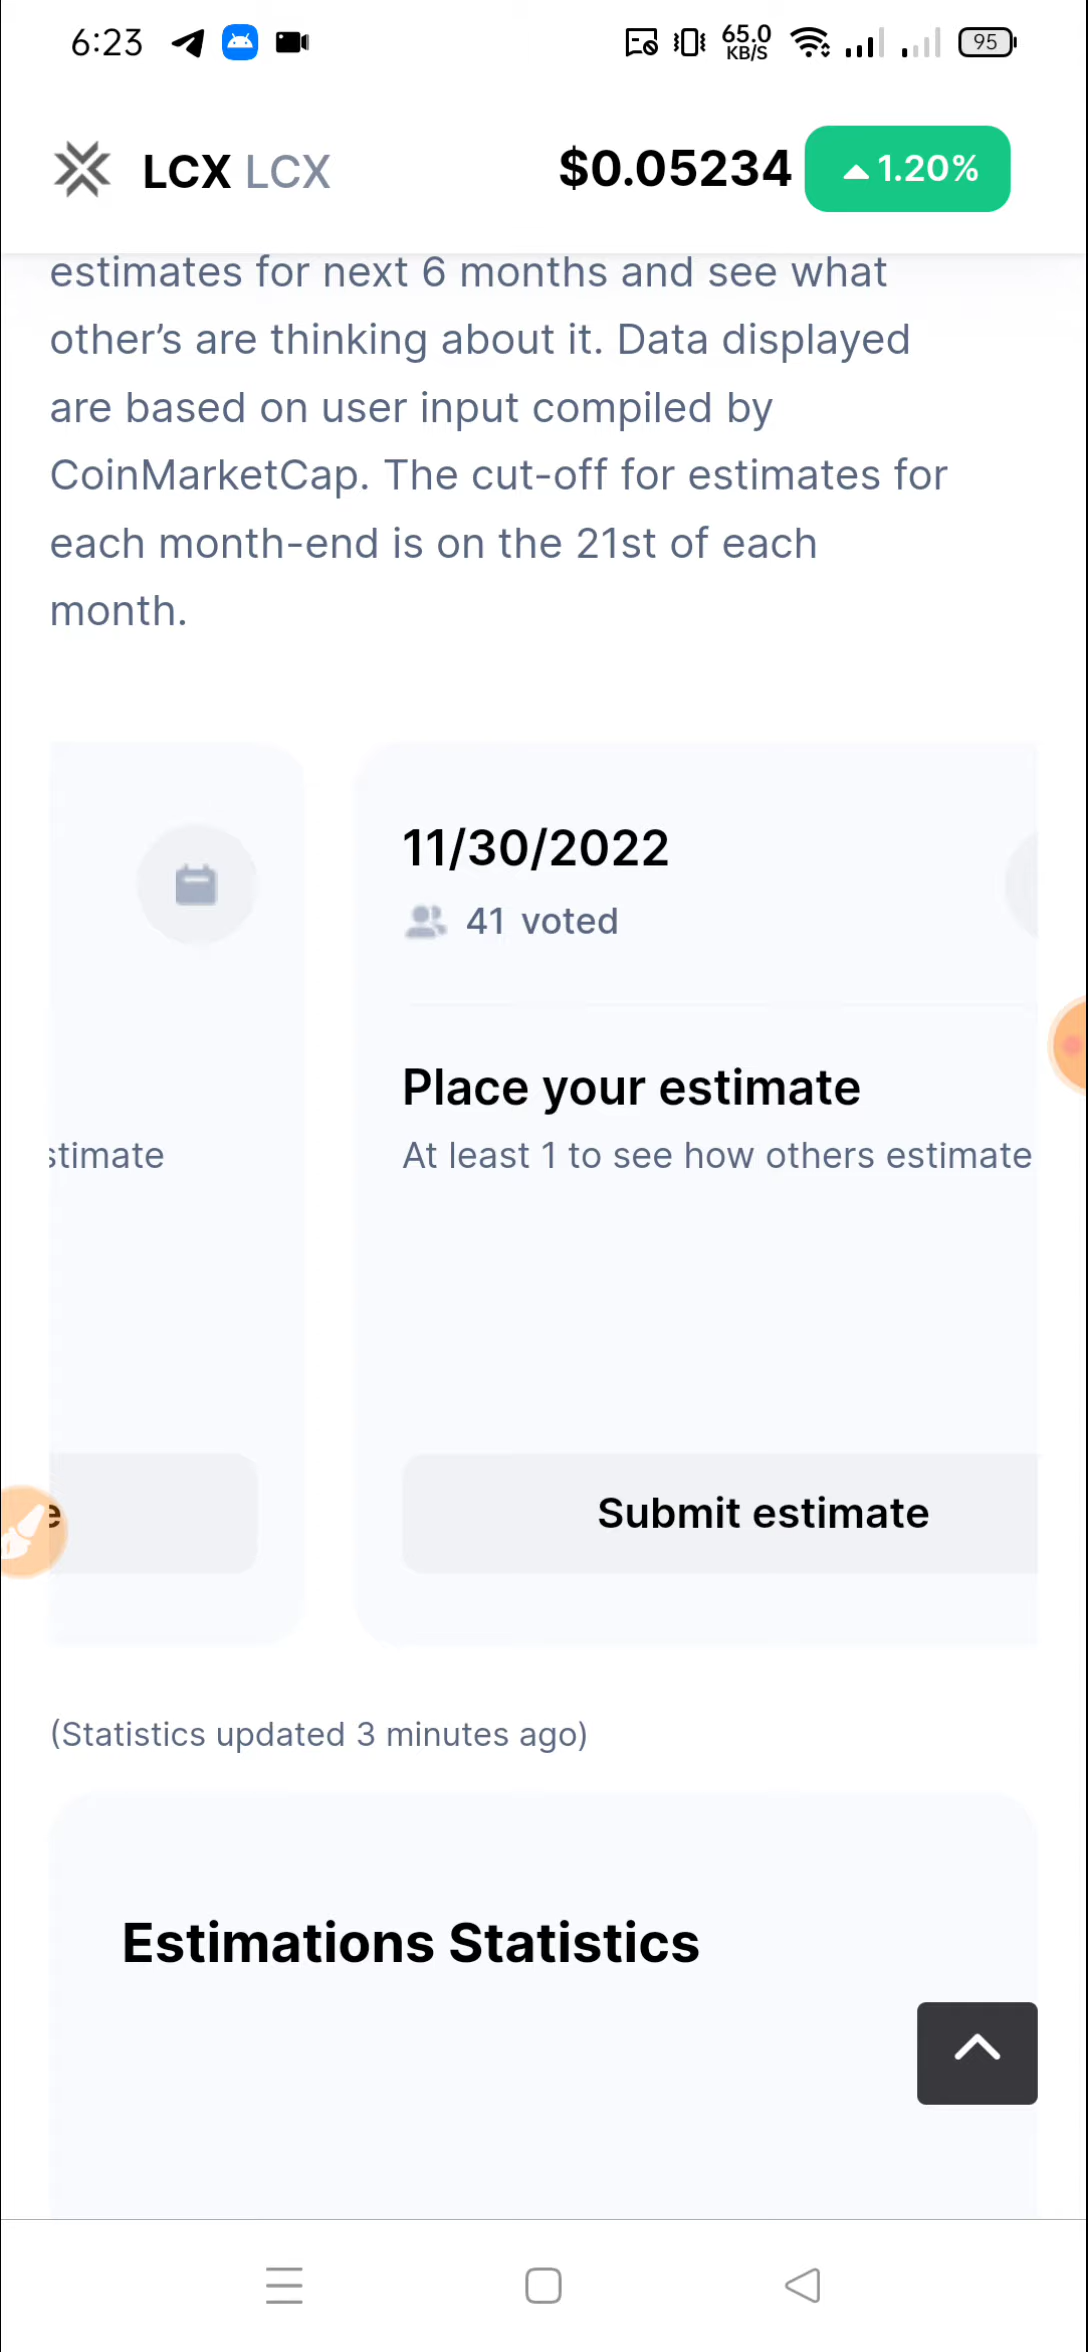 6:23
65.0
KB/S
95
LCX LCX
$0.05234
1.20%
estimates for next 6 months and see what
other’s are thinking about it. Data displayed
are based on user input compiled by
CoinMarketCap. The cut-off for estimates for
each month-end is on the 21st of each
month.
11/30/2022
41 voted
Place your estimate
stimate
At least 1 to see how others estimate
e
Submit estimate
(Statistics updated 3 minutes ago)
Estimations Statistics